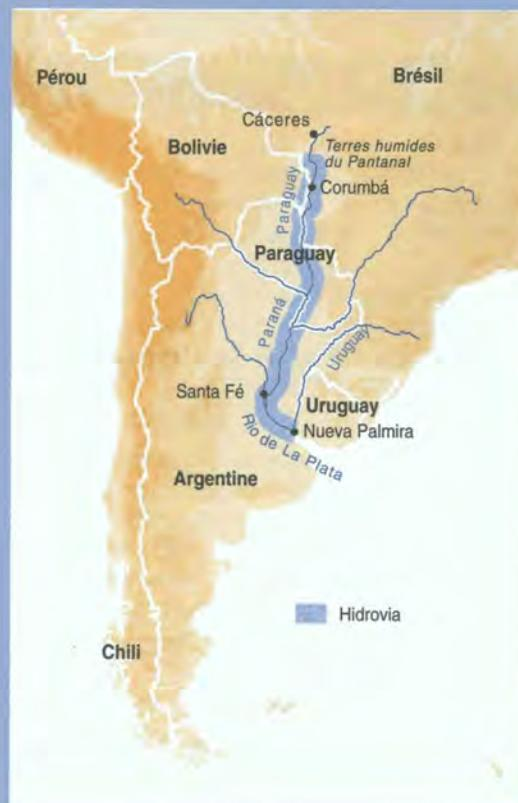 Pérou
Brésil
Cáceres
Bolivie
Terres humides
du Pantanal
Corumbá
Paraguay
Paraguay
Paraná
Uruguay
Santa Fé
Uruguay
Nueva Palmira
Rio de La Plata
Argentine
Hidrovia
Chili